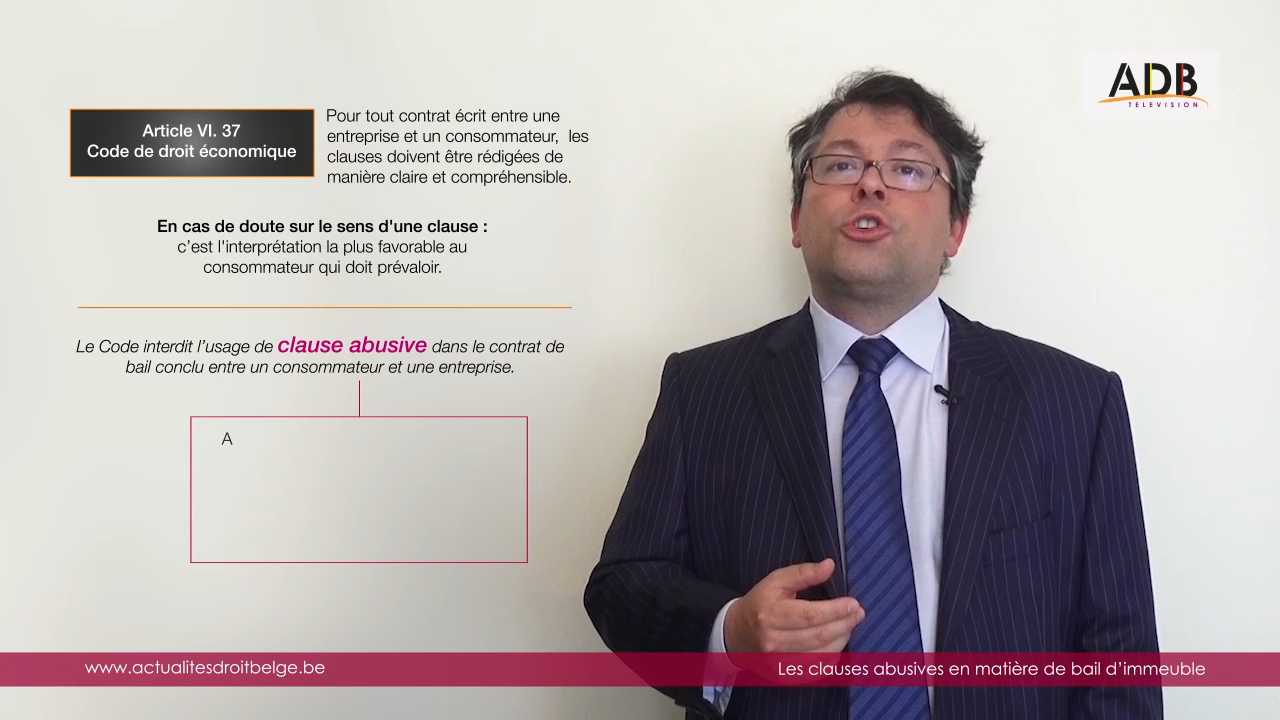 ADB
TELEVISION
Article VI. 37
Code de droit économique
Pour tout contrat écrit entre une
entreprise et un consommateur, les
clauses doivent être rédigées de
manière claire et compréhensible.
En cas de doute sur le sens d'une clause :
c'est l'interprétation la plus favorable au
consommateur qui doit prévaloir.
Le Code interdit l'usage de clause abusive dans le contrat de
bail conclu entre un consommateur et une entreprise.
A
www.actualitesdroitbelge.be
Les clauses abusives en matière de bail d'immeuble